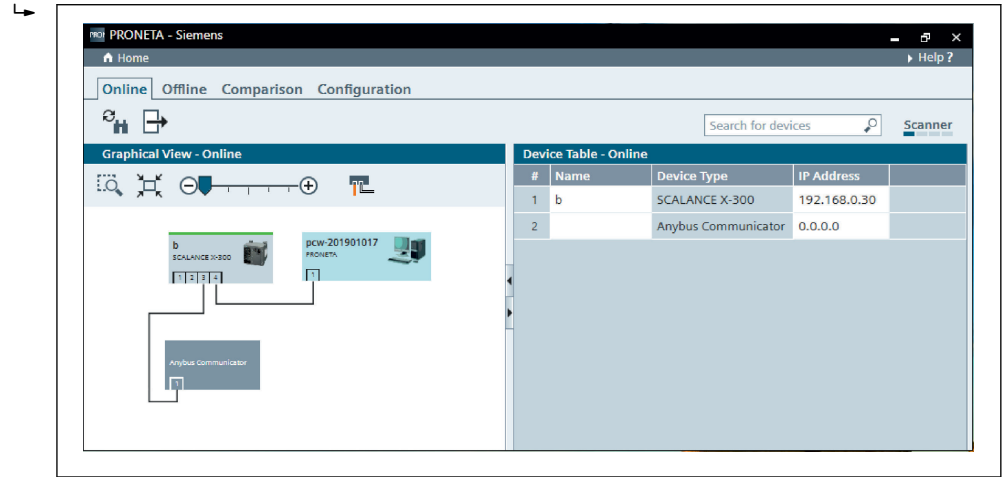 PRONETA - Siemens
Home
Help ?
Online Offline Comparison Configuration
Search for devices
Scanner
Graphical View - Online
Device Table - Online
# Name Device Type IP Address
1 b SCALANCE X-300 192.168.0.30
2 Anybus Communicator 0.0.0.0
b
SCALANCE X-300
1 2 3 4
pcw-201901017
PRONETA
1
Anybus Communicator
1